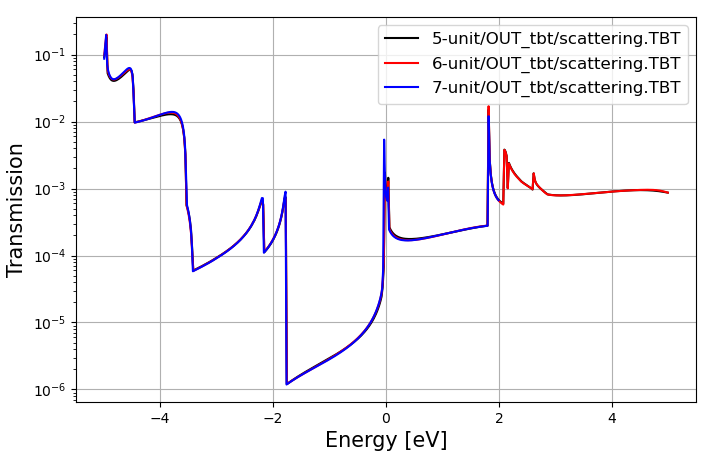 5-unit/OUT_tbt/scattering.TBT
6-unit/OUT_tbt/scattering.TBT
7-unit/OUT_tbt/scattering.TBT
Transmission
10⁻¹
10⁻²
10⁻³
10⁻⁴
10⁻⁵
10⁻⁶
−4 −2 0 2 4
Energy [eV]